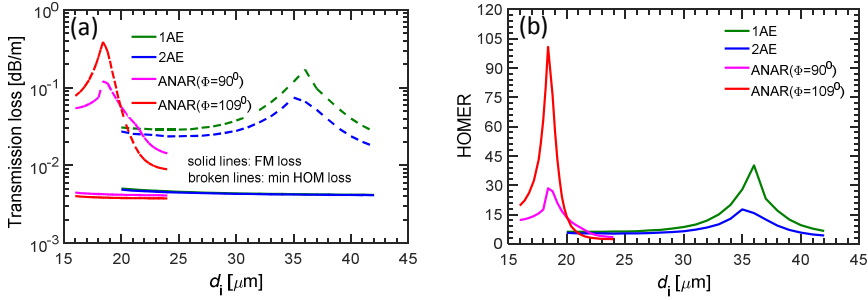 (a)
1AE
2AE
ANAR(Φ=90⁰)
ANAR(Φ=109⁰)
solid lines: FM loss
broken lines: min HOM loss
Transmission loss [dB/m]
10⁰
10⁻¹
10⁻²
10⁻³
15 20 25 30 35 40 45
dᵢ [μm]
(b)
1AE
2AE
ANAR(Φ=90⁰)
ANAR(Φ=109⁰)
HOMER
120
105
90
75
60
45
30
15
0
15 20 25 30 35 40 45
dᵢ [μm]